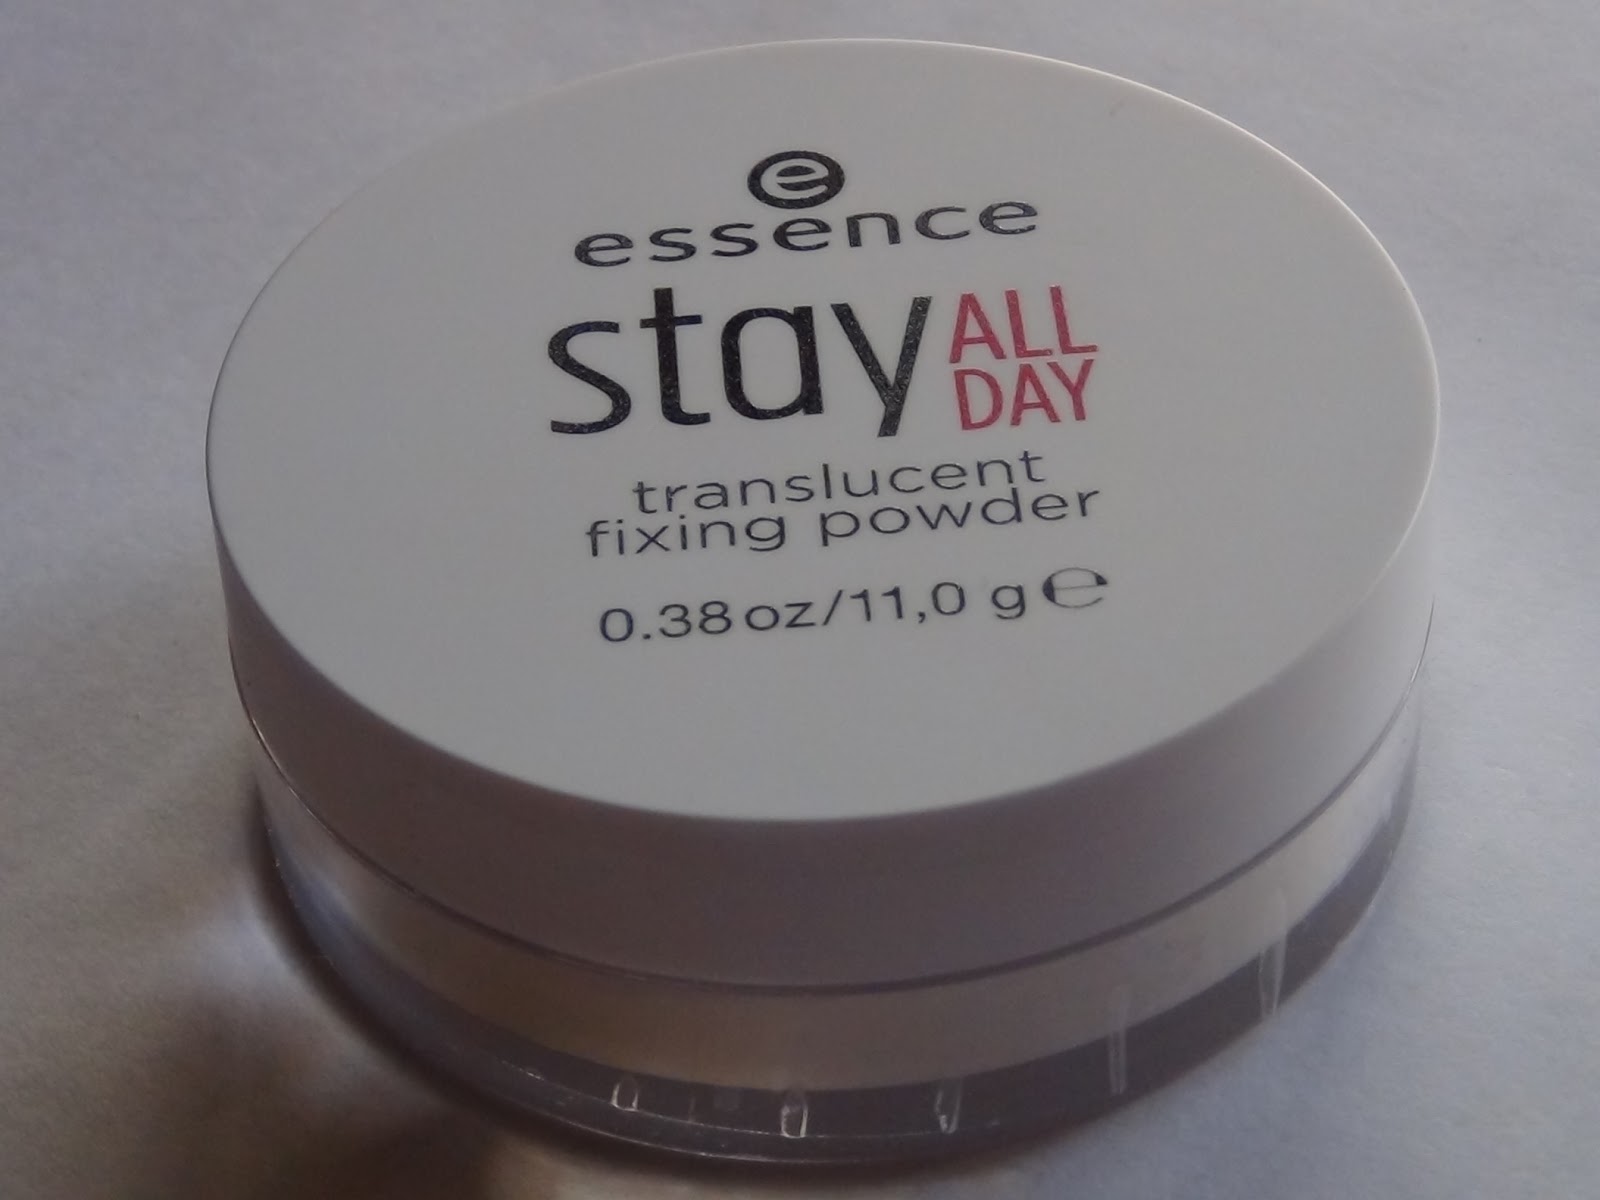 e
essence
stay ALL DAY
translucent
fixing powder
0.38 oz/11,0 g ℮